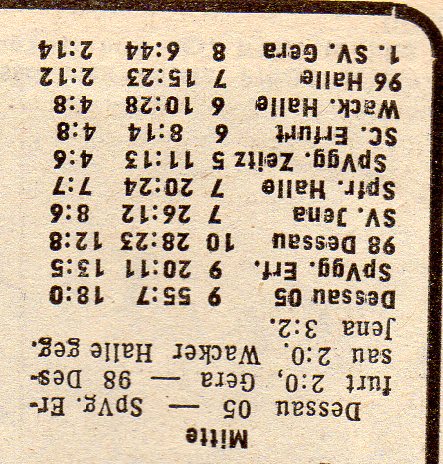 Mitte
Dessau 05 — SpVg. Er-
furt 2:0, Gera — 98 Des-
sau 2:0. Wacker Halle geg.
Jena 3:2.
Dessau 05 9 55:7 18:0
SpVgg. Erf. 9 20:11 13:5
98 Dessau 10 28:23 12:8
SV. Jena 7 26:12 8:6
Spfr. Halle 7 20:24 7:7
SpVgg. Zeitz 5 11:13 4:6
SC. Erfurt 6 8:14 4:8
Wack. Halle 6 10:28 4:8
96 Halle 7 15:23 2:12
1. SV. Gera 8 6:44 2:14